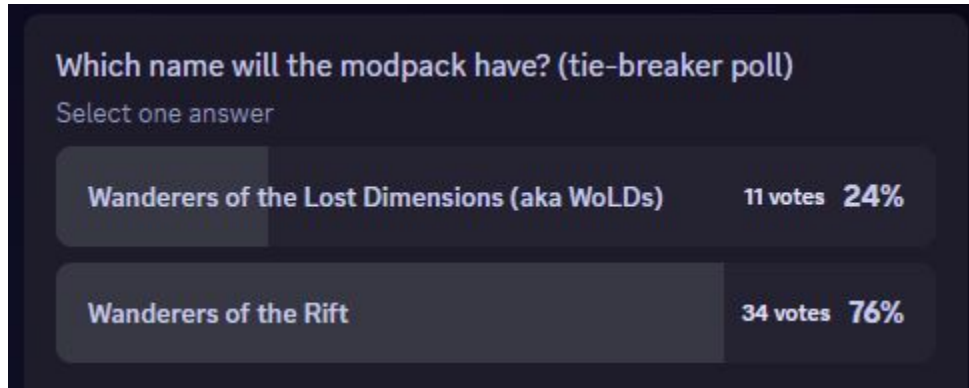 Which name will the modpack have? (tie-breaker poll)
Select one answer
Wanderers of the Lost Dimensions (aka WoLDs) 11 votes 24%
Wanderers of the Rift 34 votes 76%